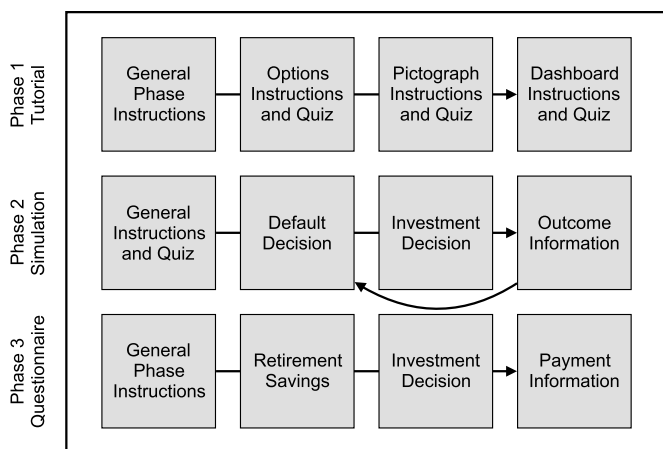 Phase 1
Tutorial
General
Phase
Instructions
Options
Instructions
and Quiz
Pictograph
Instructions
and Quiz
Dashboard
Instructions
and Quiz
Phase 2
Simulation
General
Instructions
and Quiz
Default
Decision
Investment
Decision
Outcome
Information
Phase 3
Questionnaire
General
Phase
Instructions
Retirement
Savings
Investment
Decision
Payment
Information